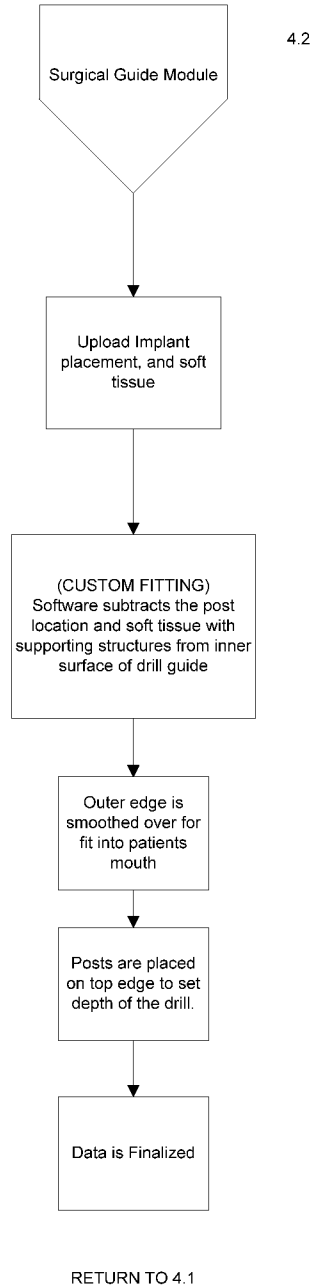 4.2
Surgical Guide Module
Upload Implant
placement, and soft
tissue
(CUSTOM FITTING)
Software subtracts the post
location and soft tissue with
supporting structures from inner
surface of drill guide
Outer edge is
smoothed over for
fit into patients
mouth
Posts are placed
on top edge to set
depth of the drill.
Data is Finalized
RETURN TO 4.1